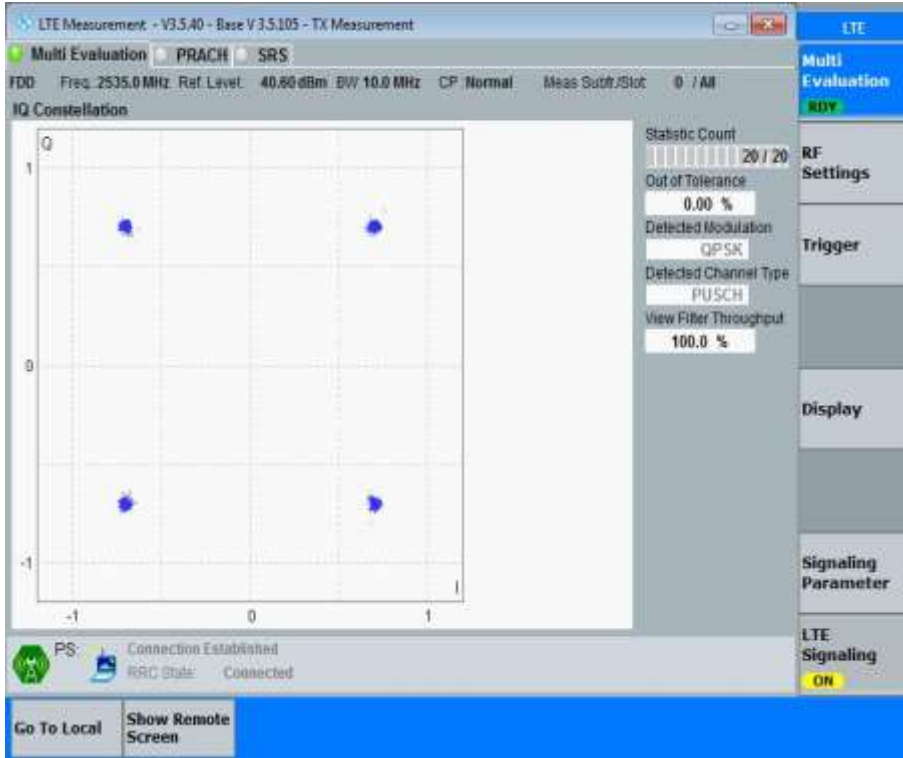 LTE Measurement - V3.5.40 - Base V 3.5.105 - TX Measurement
Multi Evaluation PRACH SRS
FDD Freq.: 2535.0 MHz Ref. Level: 40.60 dBm BW: 10.0 MHz CP: Normal Meas Subfr./Slot: 0 / All
IQ Constellation
Q
1
0
-1
I
-1 0 1
Statistic Count
20 / 20
Out of Tolerance
0.00 %
Detected Modulation
QPSK
Detected Channel Type
PUSCH
View Filter Throughput
100.0 %
PS: Connection Established
RRC State: Connected
LTE
Multi
Evaluation
RDY
RF
Settings
Trigger
Display
Signaling
Parameter
LTE
Signaling
ON
Go To Local
Show Remote
Screen